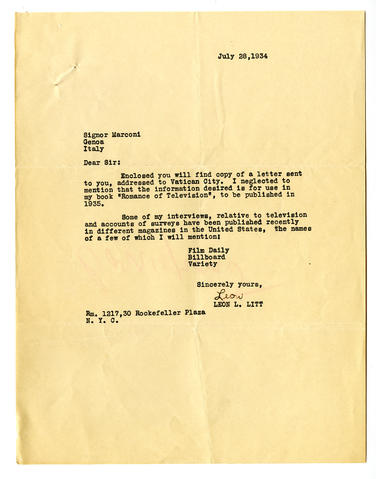 July 28,1934
Signor Marconi
Genoa
Italy
Dear Sir:
Enclosed you will find copy of a letter sent
to you, addressed to Vatican City. I neglected to
mention that the information desired is for use in
my book "Romance of Television", to be published in
1935.
Some of my interviews, relative to television
and accounts of surveys have been published recently
in different magazines in the United States, the names
of a few of which I will mention:
Film Daily
Billboard
Variety
Sincerely yours,
Leon
LEON L. LITT
Rm. 1217,30 Rockefeller Plaza
N. Y. C.